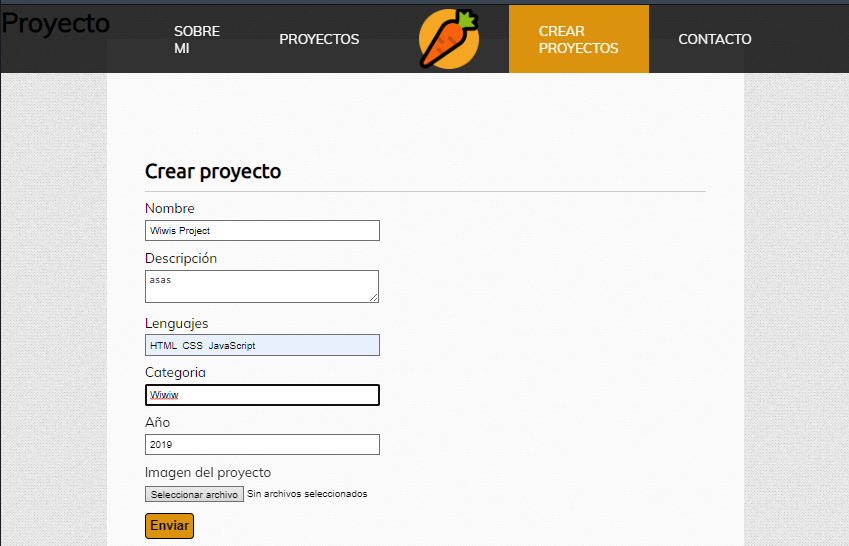 Proyecto
SOBRE
MI
PROYECTOS
CREAR
PROYECTOS
CONTACTO
Crear proyecto
Nombre
Wiwis Project
Descripción
asas
Lenguajes
HTML CSS JavaScript
Categoria
Wiwiw
Año
2019
Imagen del proyecto
Seleccionar archivo Sin archivos seleccionados
Enviar